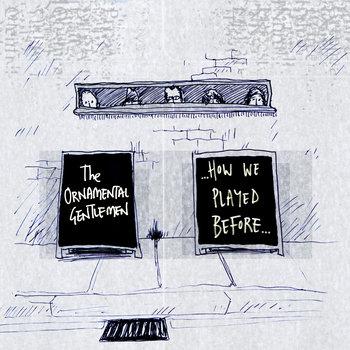 The
ORNAMENTAL
GENTLEMEN
...HOW WE
PLAYED
BEFORE...